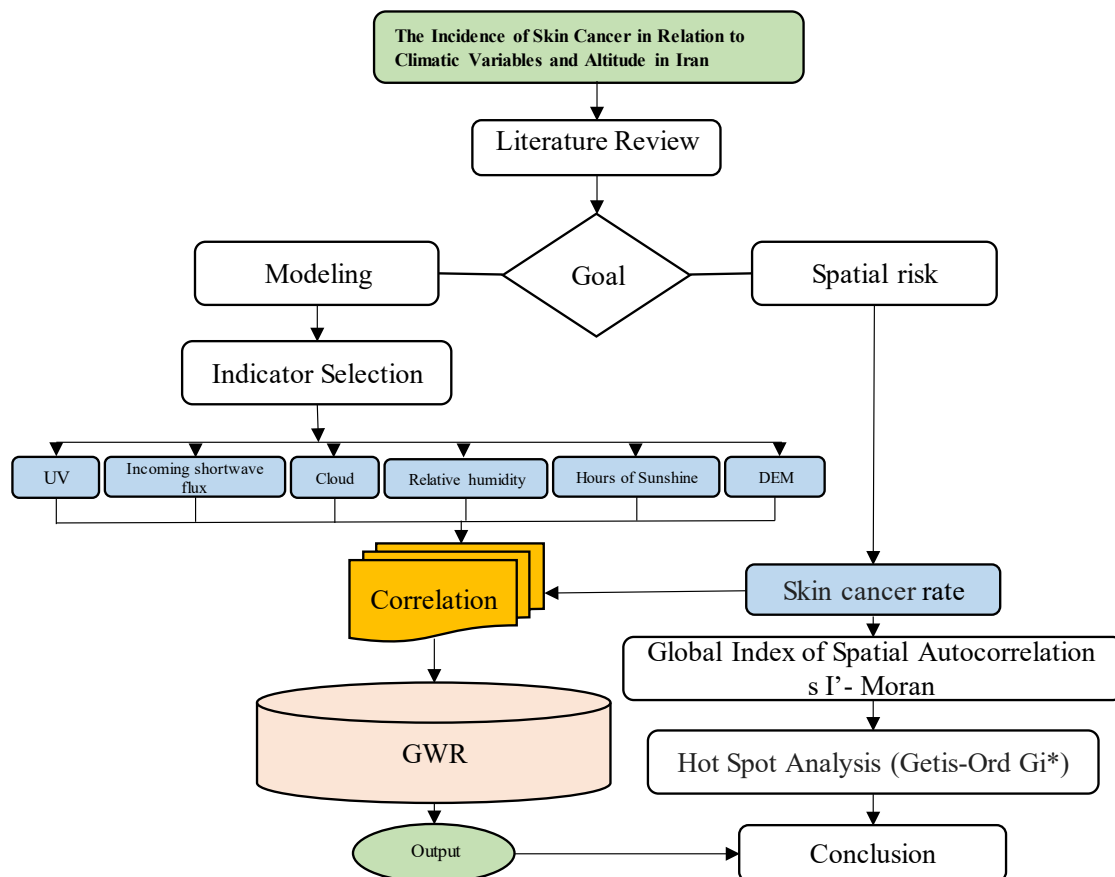 The Incidence of Skin Cancer in Relation to
Climatic Variables and Altitude in Iran
Literature Review
Modeling
Goal
Spatial risk
Indicator Selection
UV
Incoming shortwave
flux
Cloud
Relative humidity
Hours of Sunshine
DEM
Correlation
Skin cancer rate
Global Index of Spatial Autocorrelation
s I’- Moran
GWR
Hot Spot Analysis (Getis-Ord Gi*)
Output
Conclusion